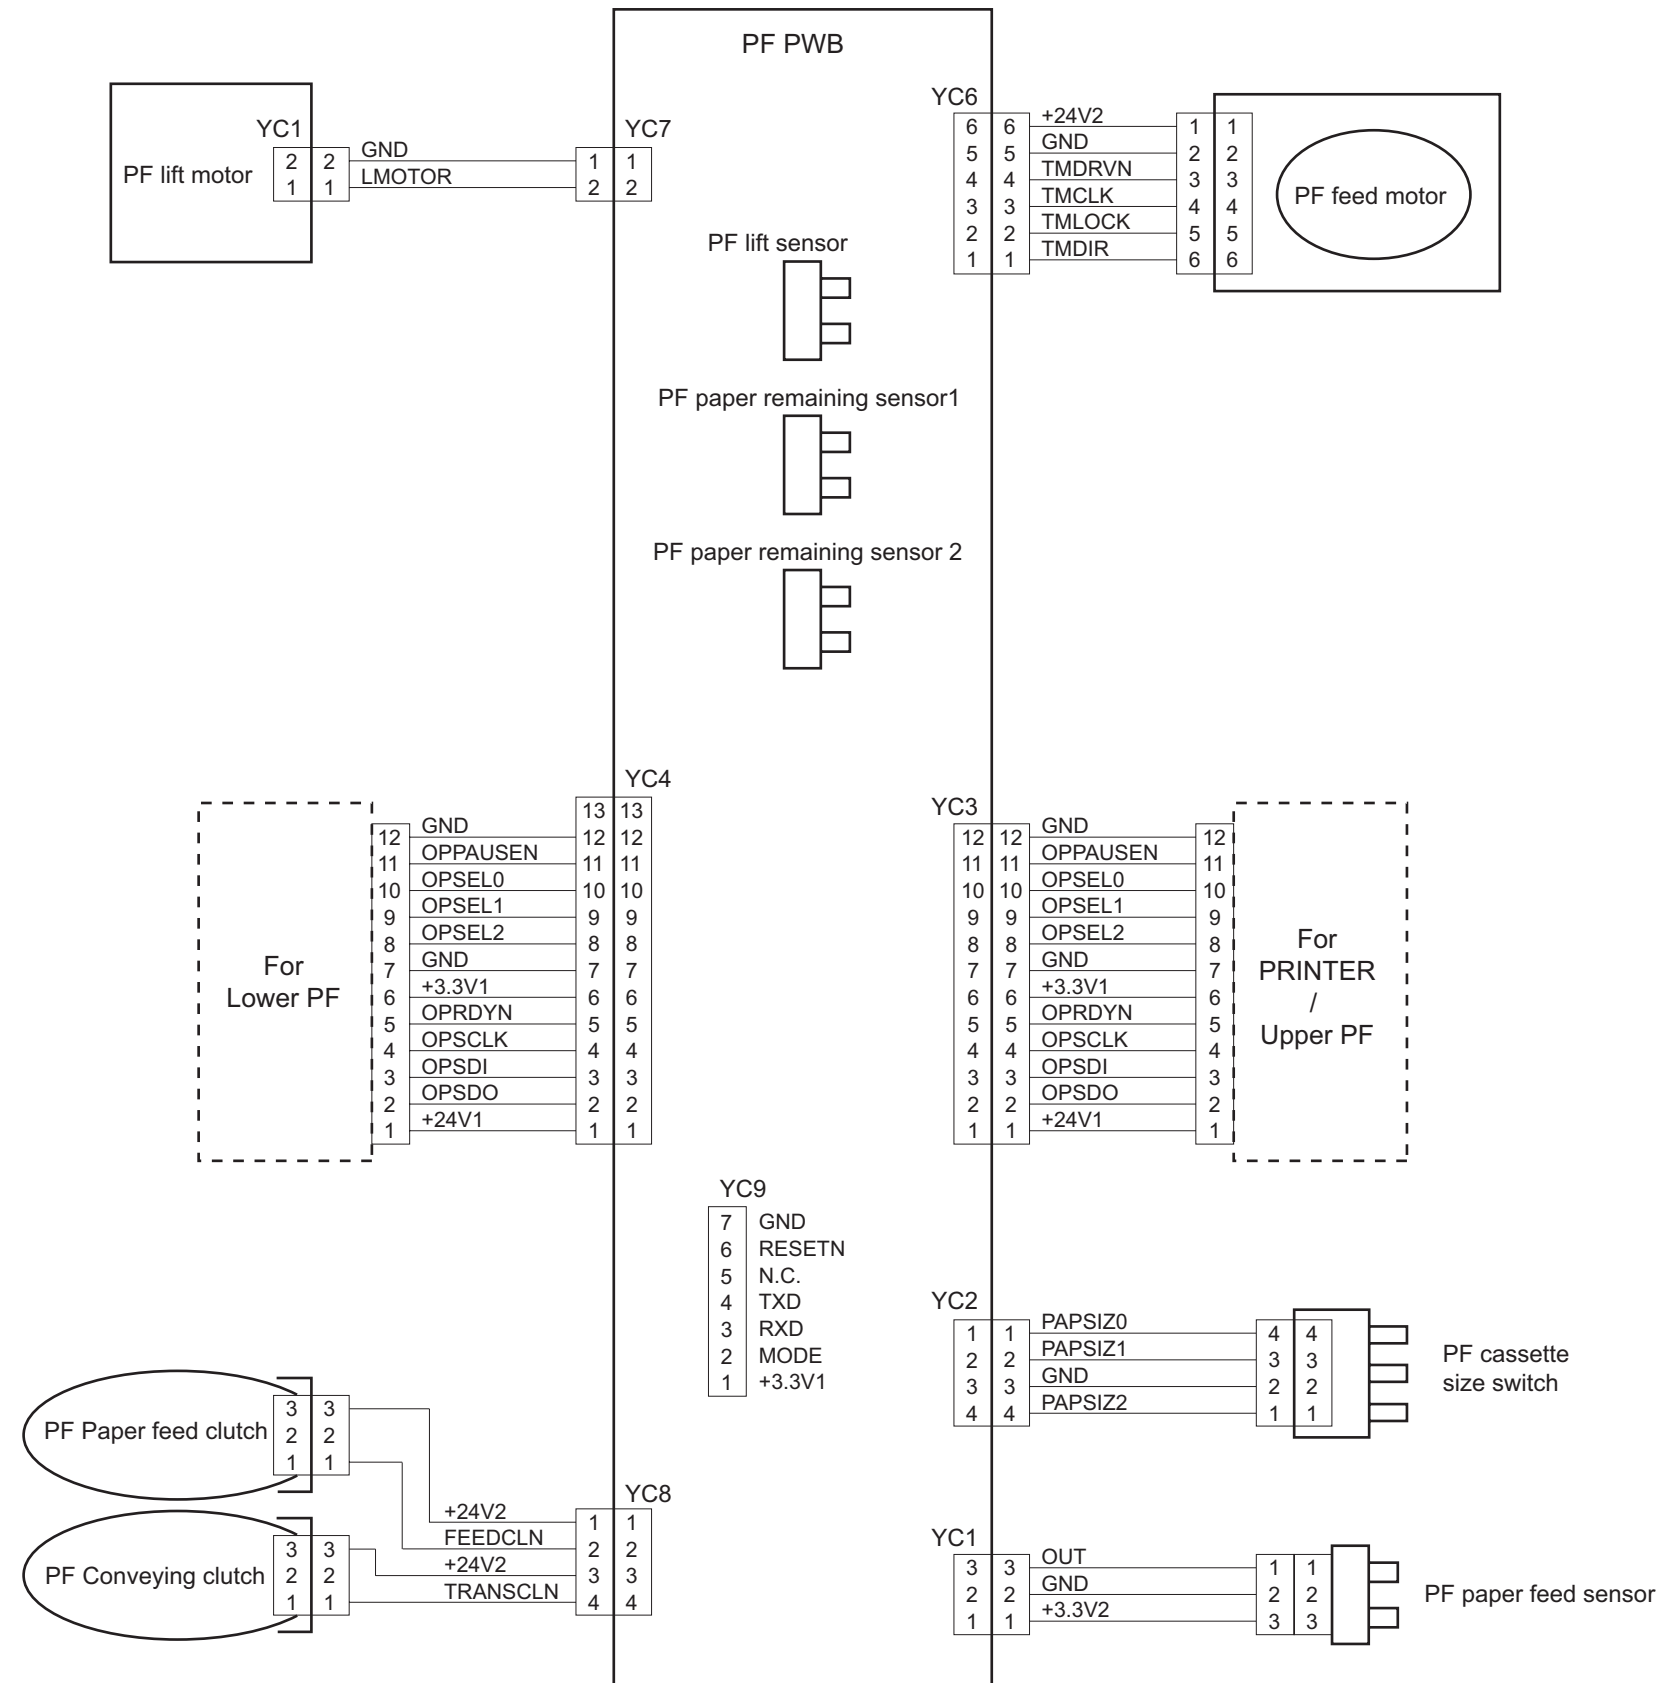 PF PWB
YC1
PF lift motor
2 2 GND 1 1
1 1 LMOTOR 2 2
YC7
YC6
6 6 +24V2 1 1
5 5 GND 2 2
4 4 TMDRVN 3 3
3 3 TMCLK 4 4
2 2 TMLOCK 5 5
1 1 TMDIR 6 6
PF feed motor
PF lift sensor
PF paper remaining sensor1
PF paper remaining sensor 2
YC4
13 13
12 GND 12 12
11 OPPAUSEN 11 11
10 OPSEL0 10 10
9 OPSEL1 9 9
8 OPSEL2 8 8
7 GND 7 7
6 +3.3V1 6 6
5 OPRDYN 5 5
4 OPSCLK 4 4
3 OPSDI 3 3
2 OPSDO 2 2
1 +24V1 1 1
For
Lower PF
YC3
12 12 GND 12
11 11 OPPAUSEN 11
10 10 OPSEL0 10
9 9 OPSEL1 9
8 8 OPSEL2 8
7 7 GND 7
6 6 +3.3V1 6
5 5 OPRDYN 5
4 4 OPSCLK 4
3 3 OPSDI 3
2 2 OPSDO 2
1 1 +24V1 1
For
PRINTER
/
Upper PF
YC9
7 GND
6 RESETN
5 N.C.
4 TXD
3 RXD
2 MODE
1 +3.3V1
YC2
1 1 PAPSIZ0 4 4
2 2 PAPSIZ1 3 3
3 3 GND 2 2
4 4 PAPSIZ2 1 1
PF cassette
size switch
PF Paper feed clutch
3 3
2 2
1 1
PF Conveying clutch
3 3
2 2
1 1
YC8
+24V2 1 1
FEEDCLN 2 2
+24V2 3 3
TRANSCLN 4 4
YC1
3 3 OUT 1 1
2 2 GND 2 2
1 1 +3.3V2 3 3
PF paper feed sensor